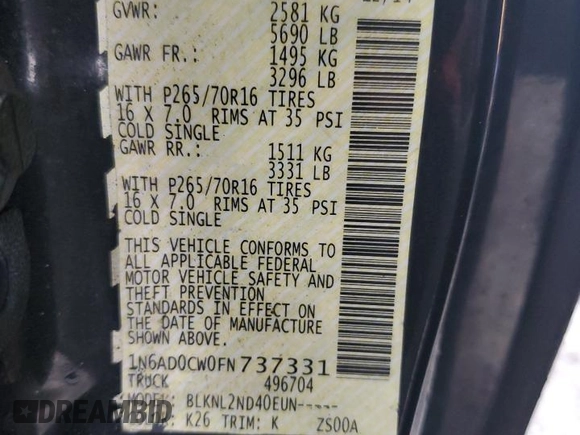 GVWR: 2581 KG
5690 LB
GAWR FR.: 1495 KG
3296 LB
WITH P265/70R16 TIRES
16 X 7.0 RIMS AT 35 PSI
COLD SINGLE
GAWR RR.: 1511 KG
3331 LB
WITH P265/70R16 TIRES
16 X 7.0 RIMS AT 35 PSI
COLD SINGLE
THIS VEHICLE CONFORMS TO
ALL APPLICABLE FEDERAL
MOTOR VEHICLE SAFETY AND
THEFT PREVENTION
STANDARDS IN EFFECT ON
THE DATE OF MANUFACTURE
SHOWN ABOVE.
1N6AD0CW0FN737331
TRUCK 496704
MODEL: BLKNL2ND40EUN-----
K26 TRIM: K ZS00A
© RideSafely